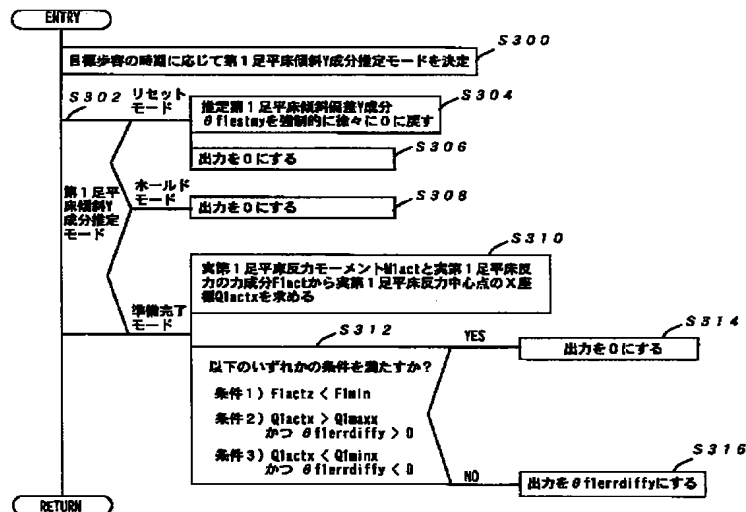 ENTRY
S300
目標歩容の時期に応じて第1足平床傾斜Y成分推定モードを決定
S302
リセット
モード
S304
推定第1足平床傾斜偏差Y成分
θf1estmyを強制的に徐々に0に戻す
S306
出力を0にする
第1足平
床傾斜Y
成分推定
モード
ホールド
モード
S308
出力を0にする
S310
実第1足平床反力モーメントM1actと実第1足平床反
力の力成分F1actから実第1足平床反力中心点のX座
標Q1actxを求める
準備完了
モード
S312
YES
S314
出力を0にする
以下のいずれかの条件を満たすか?
条件1) F1actz < F1min
条件2) Q1actx > Q1maxx
かつ θf1errdiffy > 0
条件3) Q1actx < Q1minx
かつ θf1errdiffy < 0
NO
S316
出力をθf1errdiffyにする
RETURN